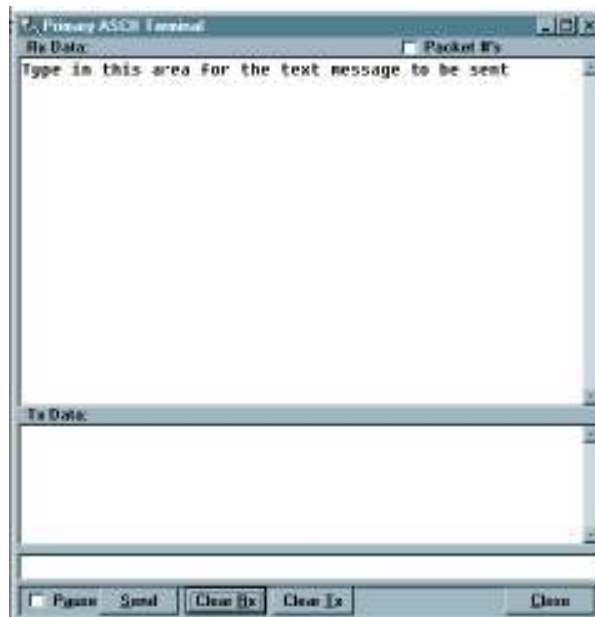 Primary ASCII Terminal
Rx Data:
Packet #'s
Type in this area for the text message to be sent
Tx Data:
Pause Send Clear Rx Clear Tx Close